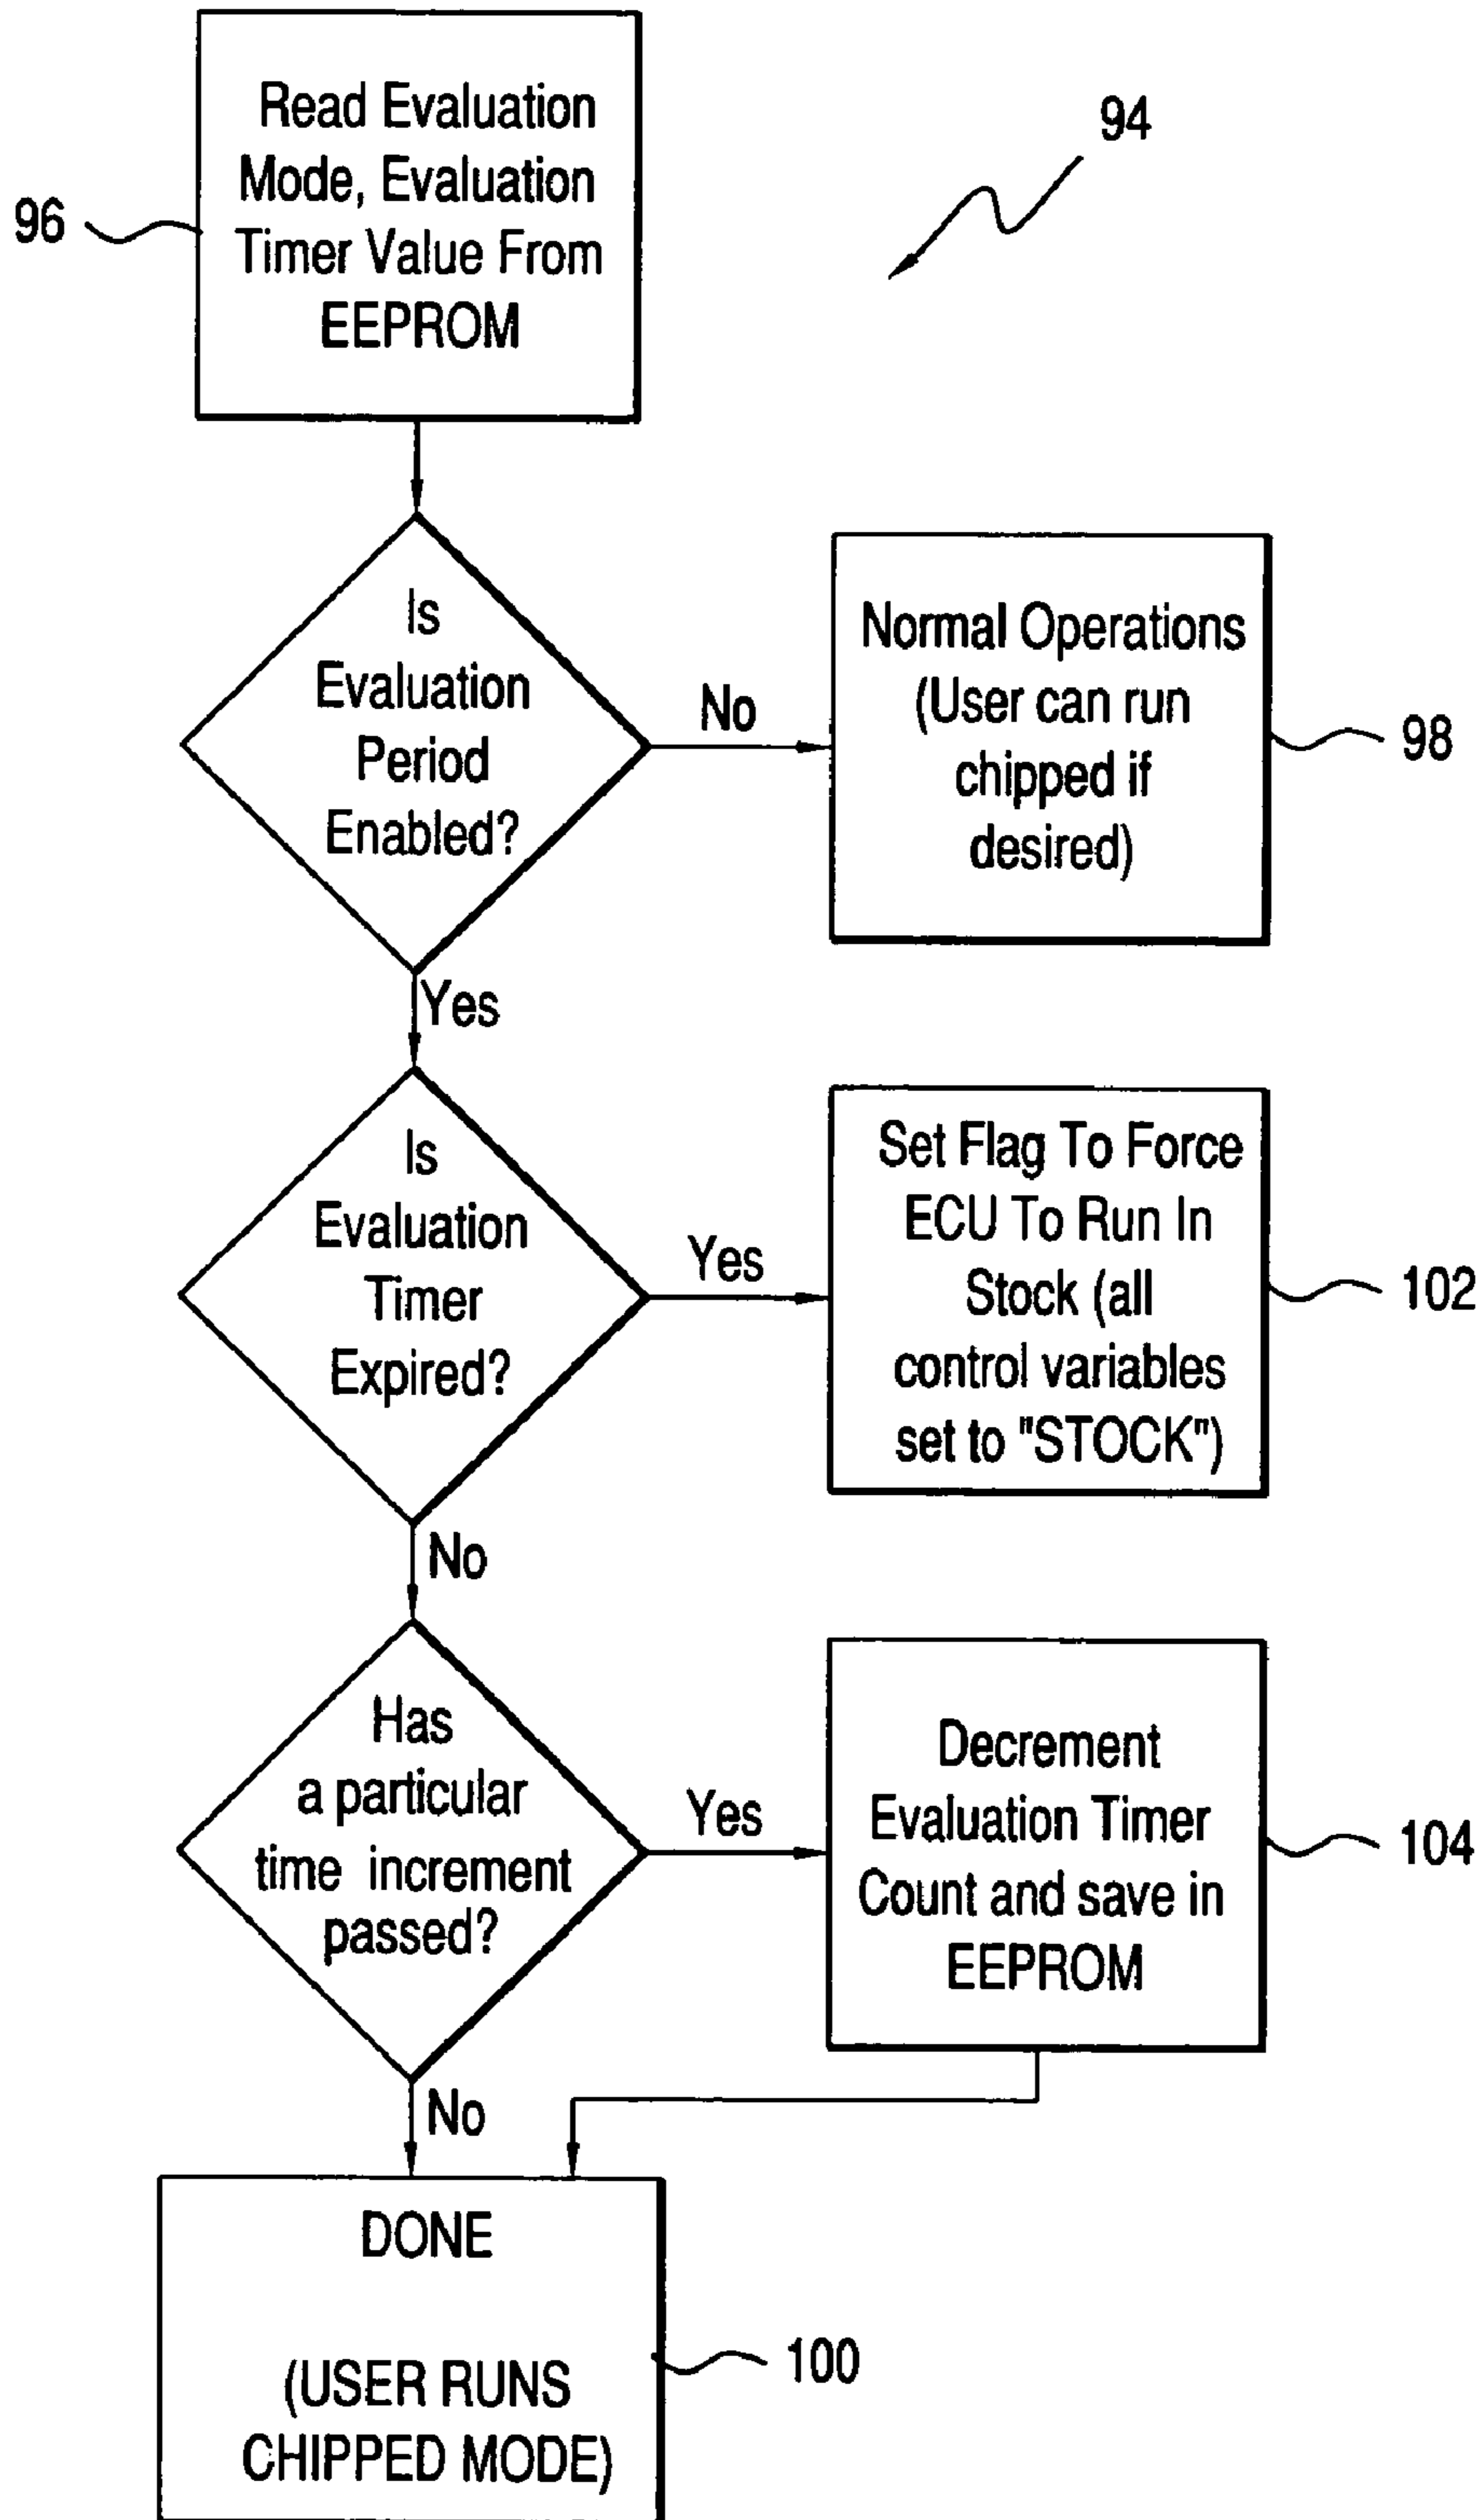 Read Evaluation
Mode, Evaluation
Timer Value From
EEPROM
94
96
Is
Evaluation
Period
Enabled?
No
Normal Operations
(User can run
chipped if
desired)
98
Yes
Is
Evaluation
Timer
Expired?
Yes
Set Flag To Force
ECU To Run In
Stock (all
control variables
set to "STOCK")
102
No
Has
a particular
time increment
passed?
Yes
Decrement
Evaluation Timer
Count and save in
EEPROM
104
No
DONE
(USER RUNS
CHIPPED MODE)
100